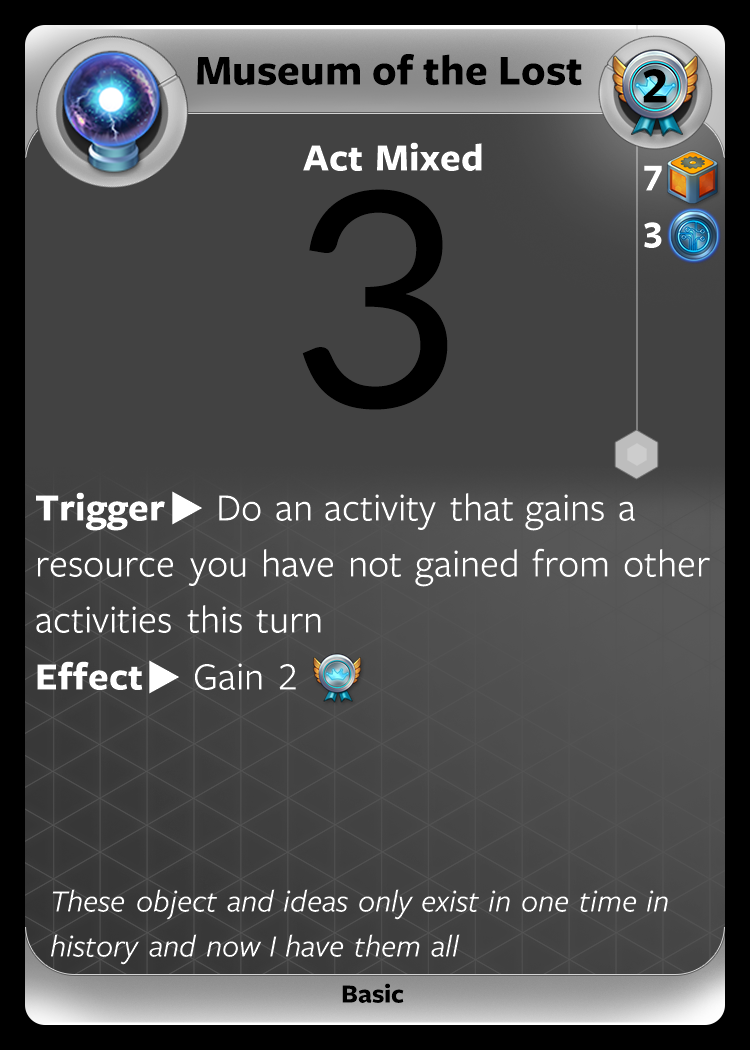 Museum of the Lost
2
Act Mixed
7
3
3
Trigger▶ Do an activity that gains a
resource you have not gained from other
activities this turn
Effect▶ Gain 2
These object and ideas only exist in one time in
history and now I have them all
Basic